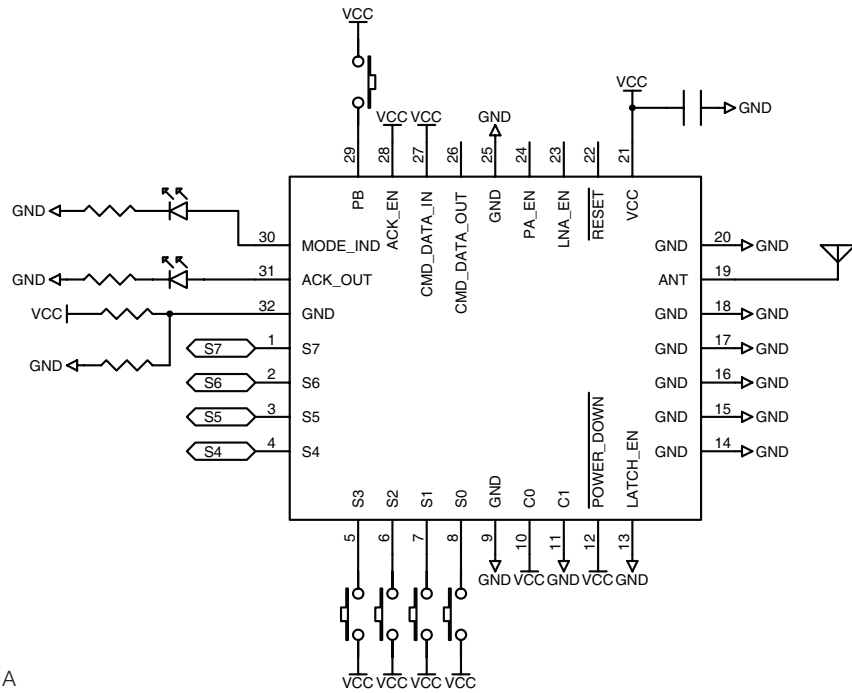 VCC
VCC
GND
VCC
VCC
GND
29
28
27
26
25
24
23
22
21
PB
ACK_EN
CMD_DATA_IN
CMD_DATA_OUT
GND
PA_EN
LNA_EN
RESET
VCC
GND
30
MODE_IND
GND
20
GND
GND
31
ACK_OUT
ANT
19
VCC
32
GND
GND
18
GND
S7
1
S7
GND
17
GND
GND
S6
2
S6
GND
16
GND
S5
3
S5
GND
15
GND
S4
4
S4
GND
14
GND
S3
S2
S1
S0
GND
C0
C1
POWER_DOWN
LATCH_EN
5
6
7
8
9
10
11
12
13
GND
VCC
GND
VCC
GND
VCC
VCC
VCC
VCC
A